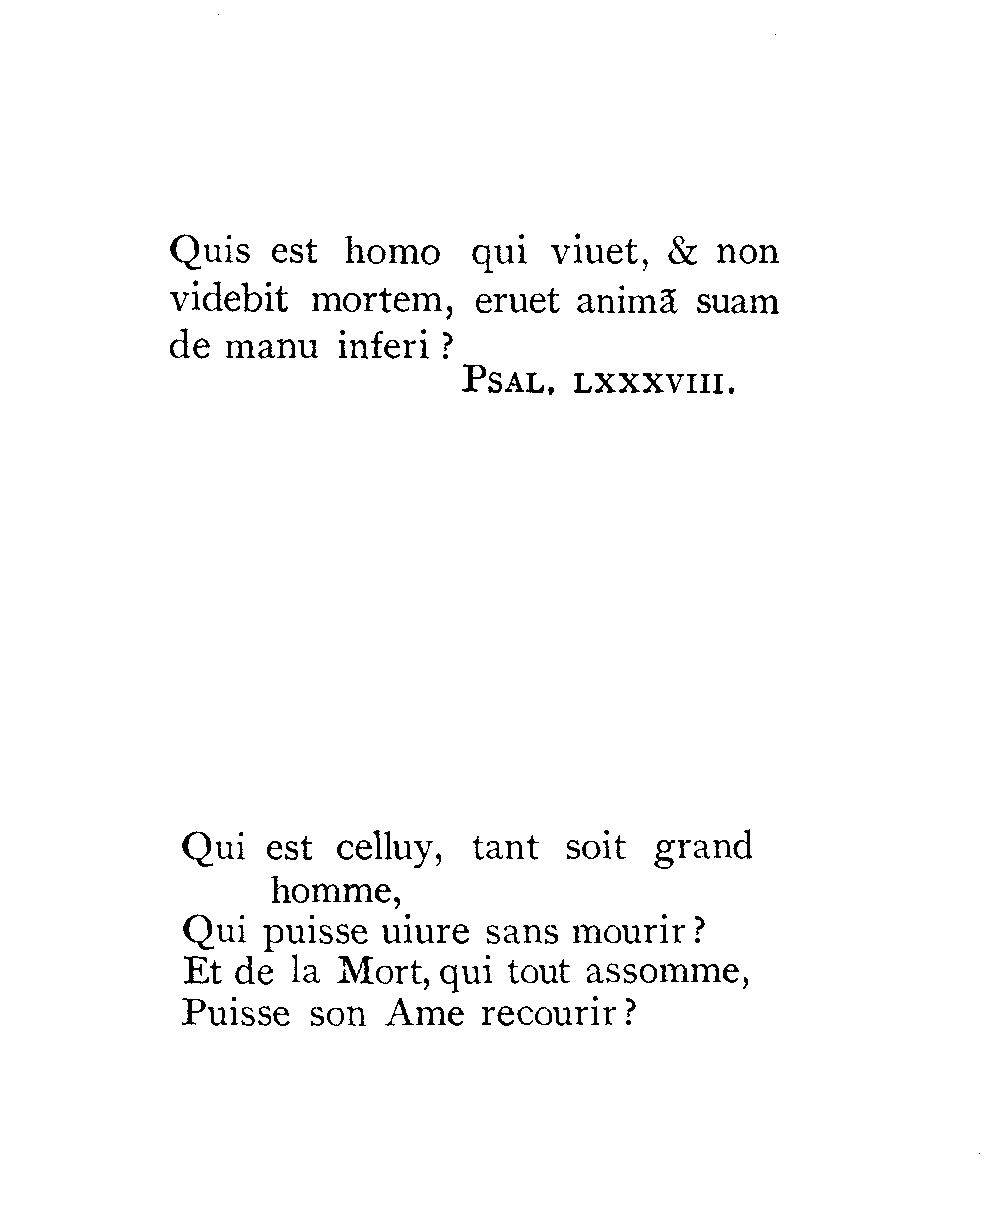 Quis est homo qui viuet, & non
videbit mortem, eruet animã suam
de manu inferi ?
PSAL. LXXXVIII.
Qui est celluy, tant soit grand
homme,
Qui puisse uiure sans mourir ?
Et de la Mort, qui tout assomme,
Puisse son Ame recourir ?